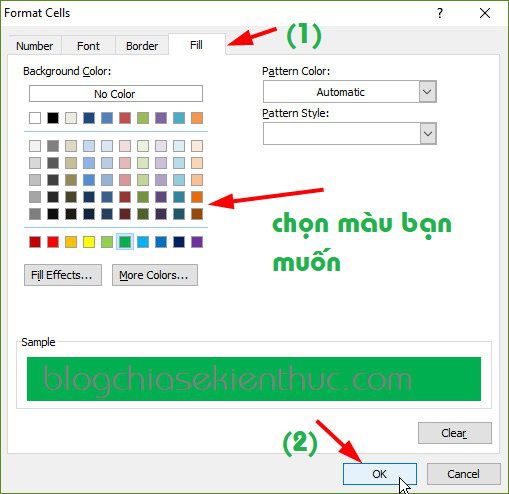 Format Cells
?
Number
Font
Border
Fill
(1)
Background Color:
No Color
Pattern Color:
Automatic
Pattern Style:
chọn màu bạn
muốn
Fill Effects...
More Colors...
Sample
blogchiasekienthuc.com
(2)
Clear
OK
Cancel